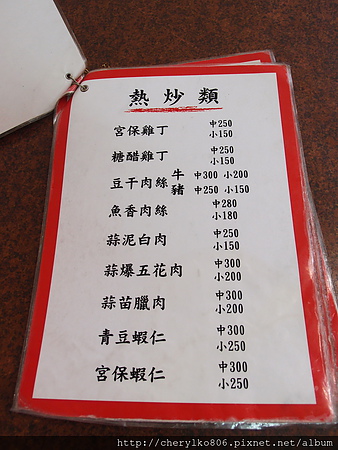 熱炒類
宮保雞丁 中250 小150
糖醋雞丁 中250 小150
豆干肉絲 牛 中300 小200
豬 中250 小150
魚香肉絲 中280 小180
蒜泥白肉 中250 小150
蒜爆五花肉 中300 小200
蒜苗臘肉 中300 小200
青豆蝦仁 中300 小250
宮保蝦仁 中300 小250
http://cherylko806.pixnet.net/album